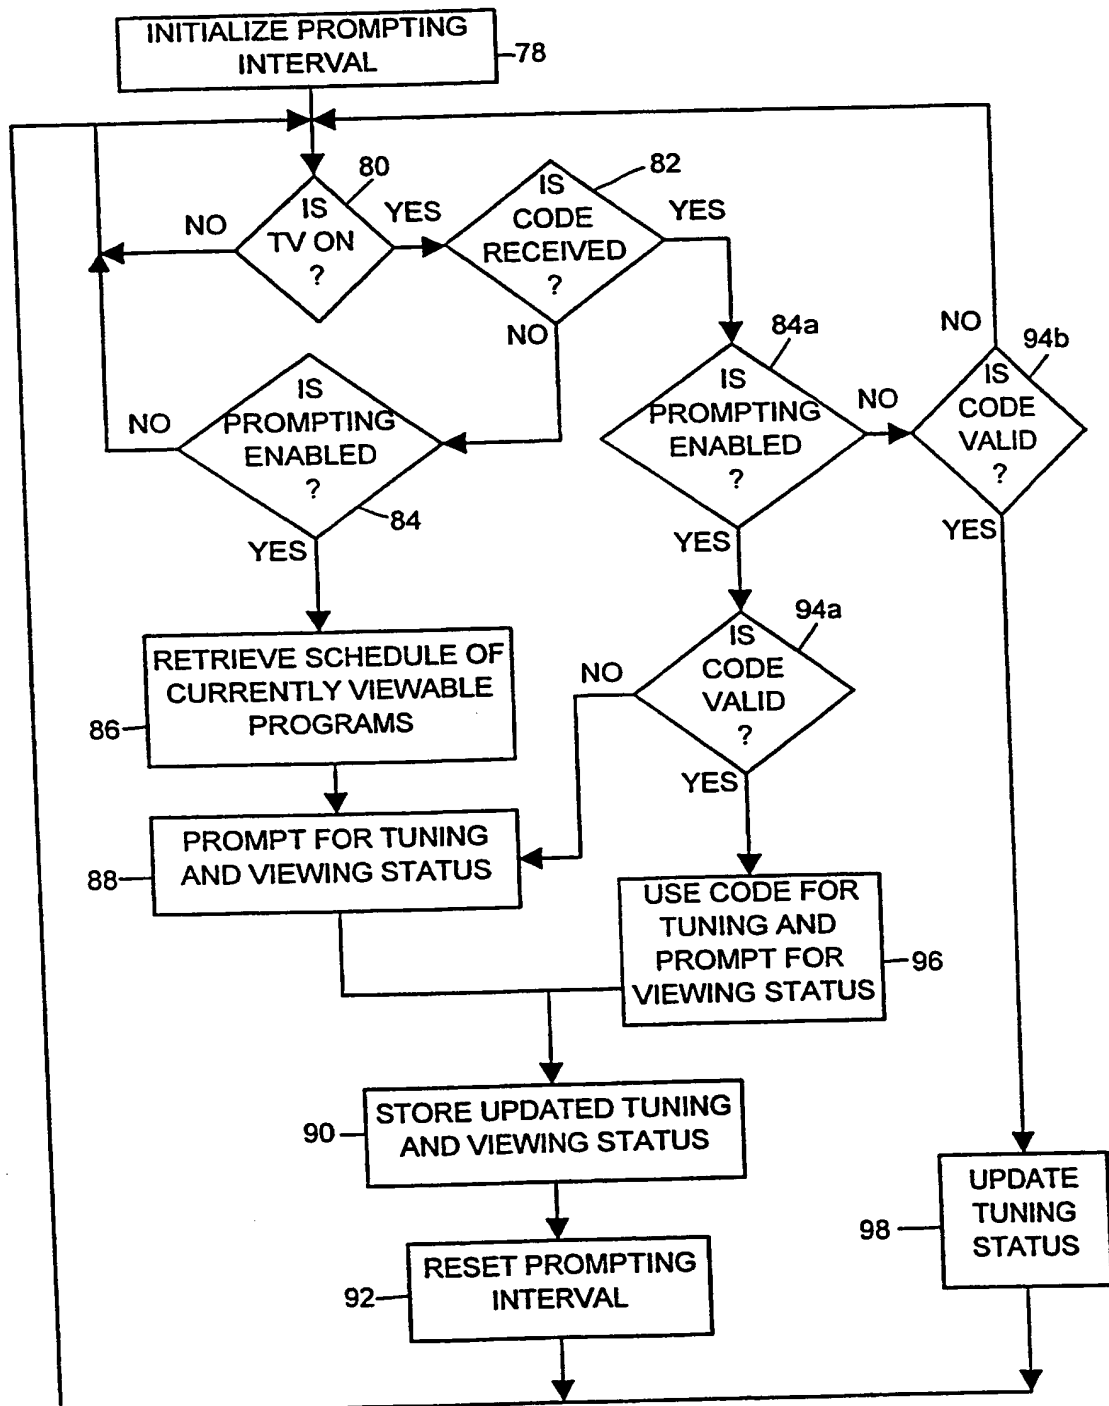 INITIALIZE PROMPTING
INTERVAL
78
80
IS
TV ON
?
NO
YES
82
IS
CODE
RECEIVED
?
YES
NO
IS
PROMPTING
ENABLED
?
NO
84
YES
84a
IS
PROMPTING
ENABLED
?
NO
YES
94b
NO
IS
CODE
VALID
?
YES
RETRIEVE SCHEDULE OF
CURRENTLY VIEWABLE
PROGRAMS
86
94a
IS
CODE
VALID
?
NO
YES
PROMPT FOR TUNING
AND VIEWING STATUS
88
USE CODE FOR
TUNING AND
PROMPT FOR
VIEWING STATUS
96
STORE UPDATED TUNING
AND VIEWING STATUS
90
RESET PROMPTING
INTERVAL
92
UPDATE
TUNING
STATUS
98